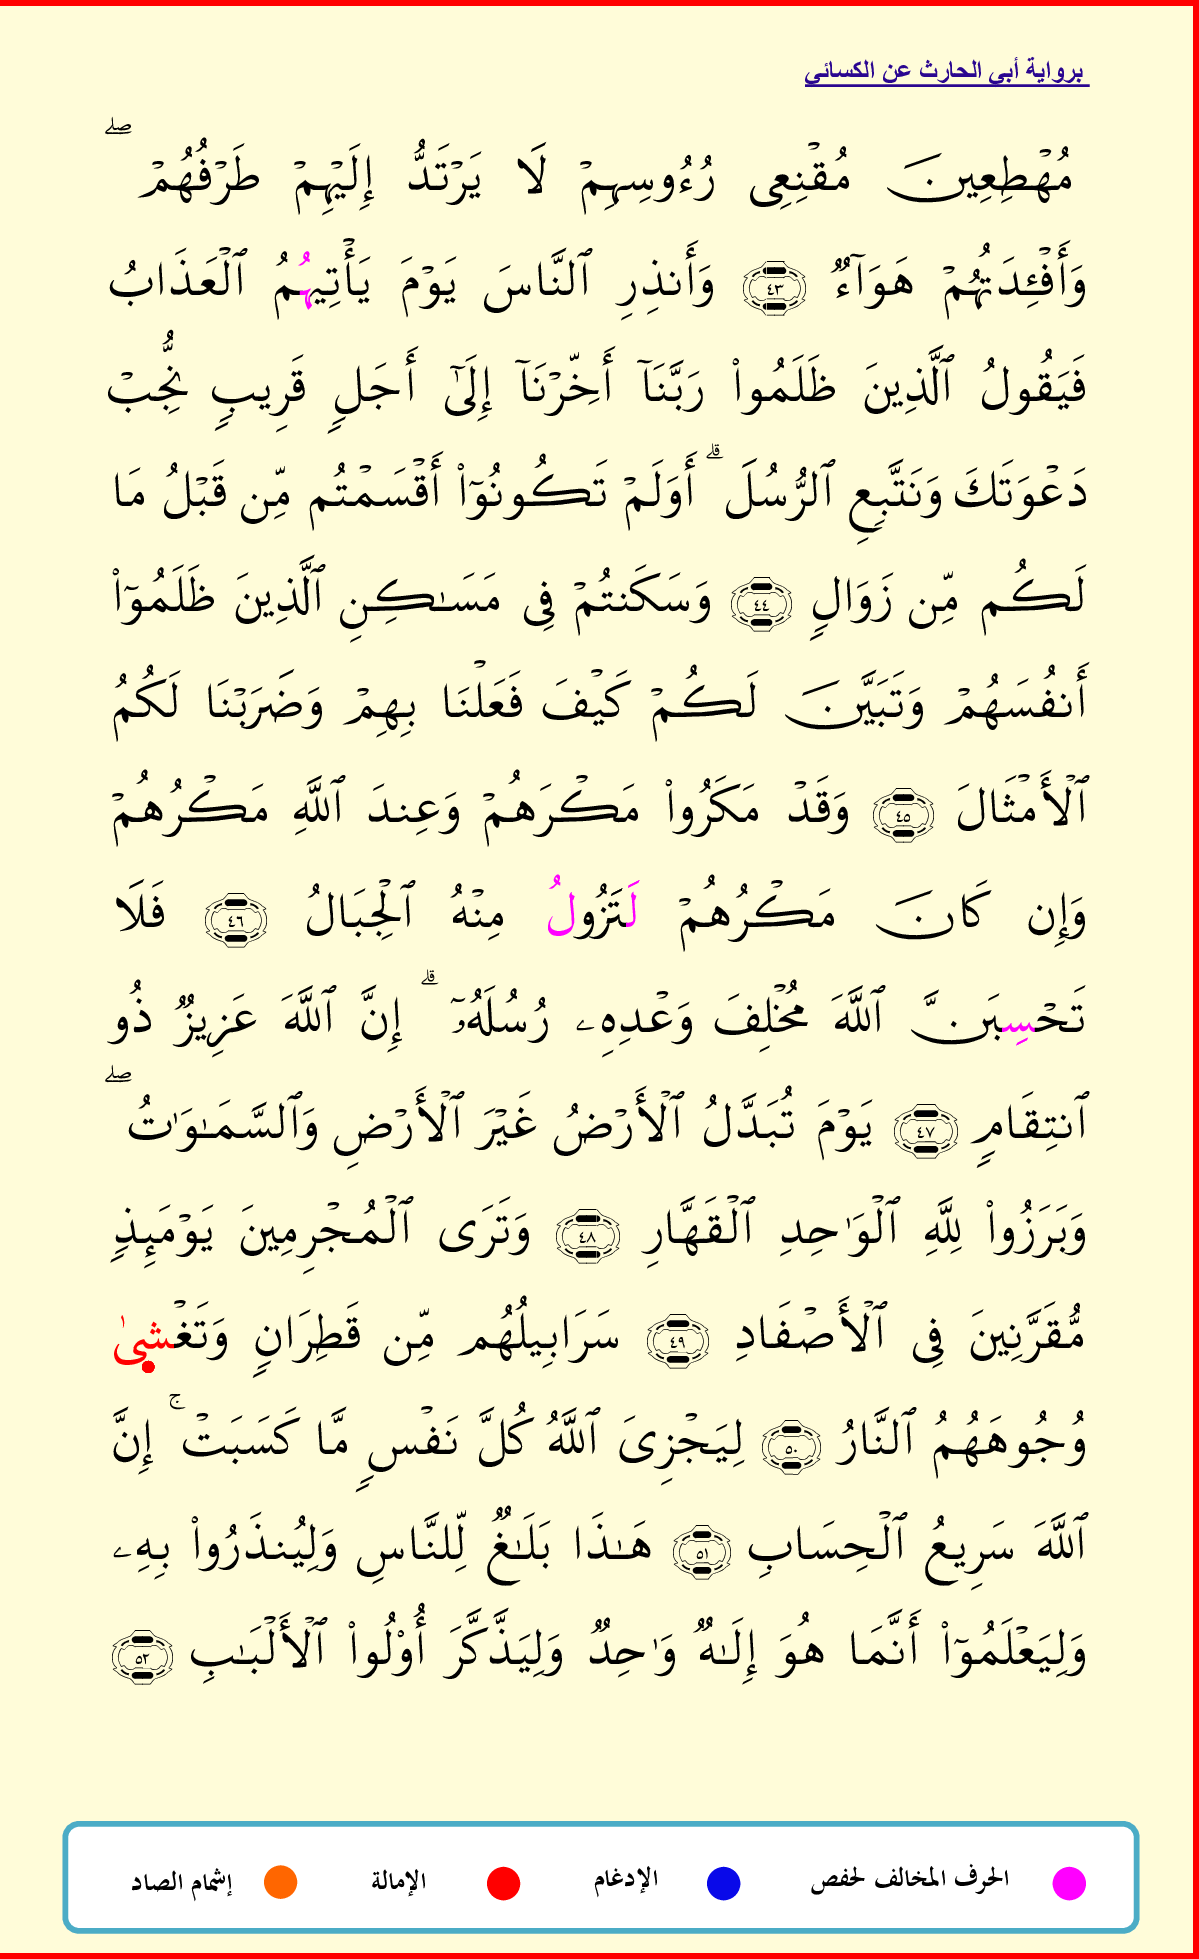 برواية أبي الحارث عن الكسائي
مُهْطِعِينَ مُقْنِعِى رُءُوسِهِمْ لَا يَرْتَدُّ إِلَيْهِمْ طَرْفُهُمْ ۖ
وَأَفْـِٔدَتُهُمْ هَوَآءٌ ٤٣ وَأَنذِرِ ٱلنَّاسَ يَوْمَ يَأْتِيهُمُ ٱلْعَذَابُ
فَيَقُولُ ٱلَّذِينَ ظَلَمُوا۟ رَبَّنَآ أَخِّرْنَآ إِلَىٰٓ أَجَلٍ قَرِيبٍ نُّجِبْ
دَعْوَتَكَ وَنَتَّبِعِ ٱلرُّسُلَ ۗ أَوَلَمْ تَكُونُوٓا۟ أَقْسَمْتُم مِّن قَبْلُ مَا
لَكُم مِّن زَوَالٍ ٤٤ وَسَكَنتُمْ فِى مَسَـٰكِنِ ٱلَّذِينَ ظَلَمُوٓا۟
أَنفُسَهُمْ وَتَبَيَّنَ لَكُمْ كَيْفَ فَعَلْنَا بِهِمْ وَضَرَبْنَا لَكُمُ
ٱلْأَمْثَالَ ٤٥ وَقَدْ مَكَرُوا۟ مَكْرَهُمْ وَعِندَ ٱللَّهِ مَكْرُهُمْ
وَإِن كَانَ مَكْرُهُمْ لَتَزُولُ مِنْهُ ٱلْجِبَالُ ٤٦ فَلَا
تَحْسِبَنَّ ٱللَّهَ مُخْلِفَ وَعْدِهِۦ رُسُلَهُۥٓ ۗ إِنَّ ٱللَّهَ عَزِيزٌ ذُو
ٱنتِقَامٍ ٤٧ يَوْمَ تُبَدَّلُ ٱلْأَرْضُ غَيْرَ ٱلْأَرْضِ وَٱلسَّمَـٰوَٰتُ ۖ
وَبَرَزُوا۟ لِلَّهِ ٱلْوَٰحِدِ ٱلْقَهَّارِ ٤٨ وَتَرَى ٱلْمُجْرِمِينَ يَوْمَئِذٍ
مُّقَرَّنِينَ فِى ٱلْأَصْفَادِ ٤٩ سَرَابِيلُهُم مِّن قَطِرَانٍ وَتَغْشَىٰ
وُجُوهَهُمُ ٱلنَّارُ ٥٠ لِيَجْزِىَ ٱللَّهُ كُلَّ نَفْسٍ مَّا كَسَبَتْ ۚ إِنَّ
ٱللَّهَ سَرِيعُ ٱلْحِسَابِ ٥١ هَـٰذَا بَلَـٰغٌ لِّلنَّاسِ وَلِيُنذَرُوا۟ بِهِۦ
وَلِيَعْلَمُوٓا۟ أَنَّمَا هُوَ إِلَـٰهٌ وَٰحِدٌ وَلِيَذَّكَّرَ أُو۟لُوا۟ ٱلْأَلْبَـٰبِ ٥٢
الحرف المخالف لحفص الإدغام الإمالة إشمام الصاد